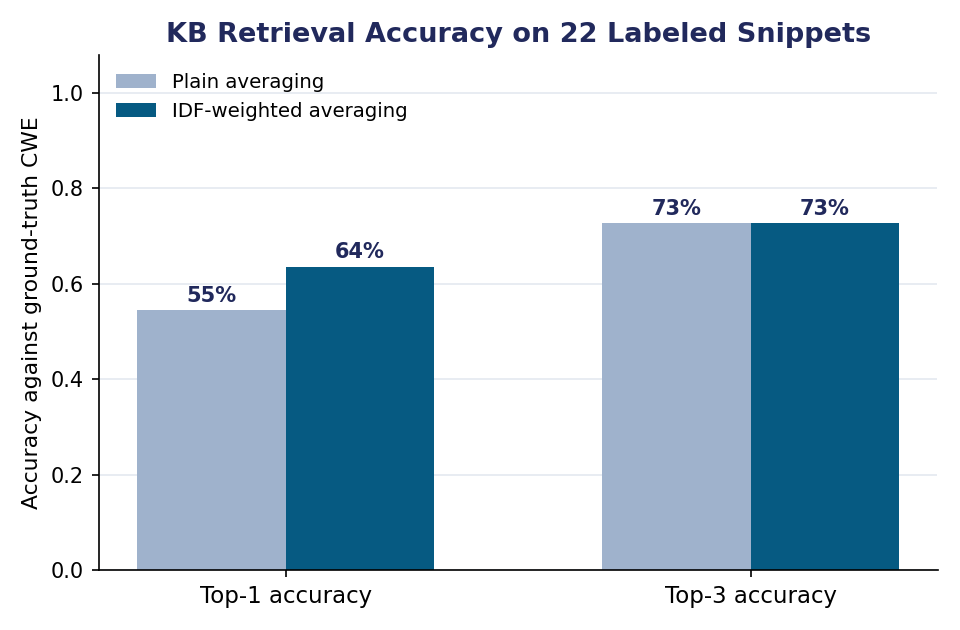 KB Retrieval Accuracy on 22 Labeled Snippets
Plain averaging
IDF-weighted averaging
Accuracy against ground-truth CWE
1.0
0.8
0.6
0.4
0.2
0.0
55%
64%
73%
73%
Top-1 accuracy
Top-3 accuracy